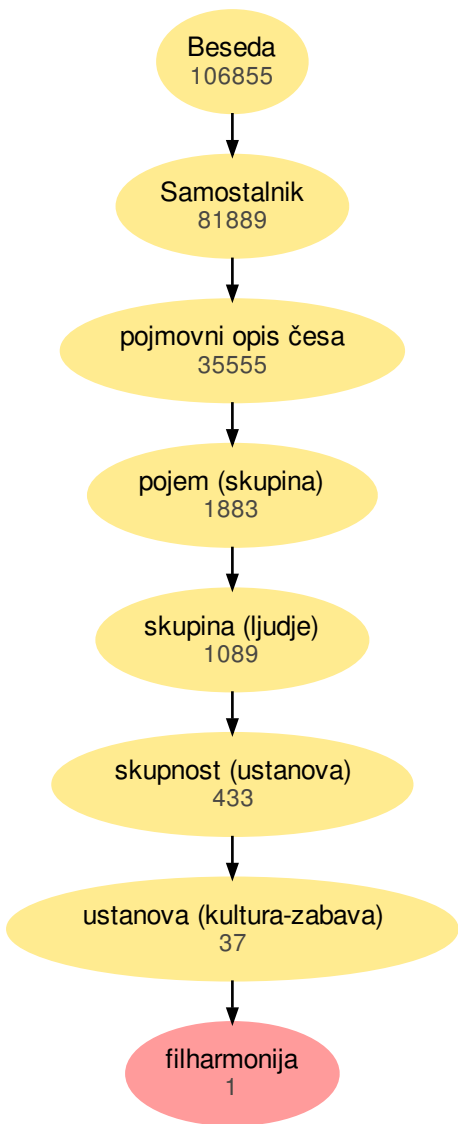 Beseda
106855
Samostalnik
81889
pojmovni opis česa
35555
pojem (skupina)
1883
skupina (ljudje)
1089
skupnost (ustanova)
433
ustanova (kultura-zabava)
37
filharmonija
1